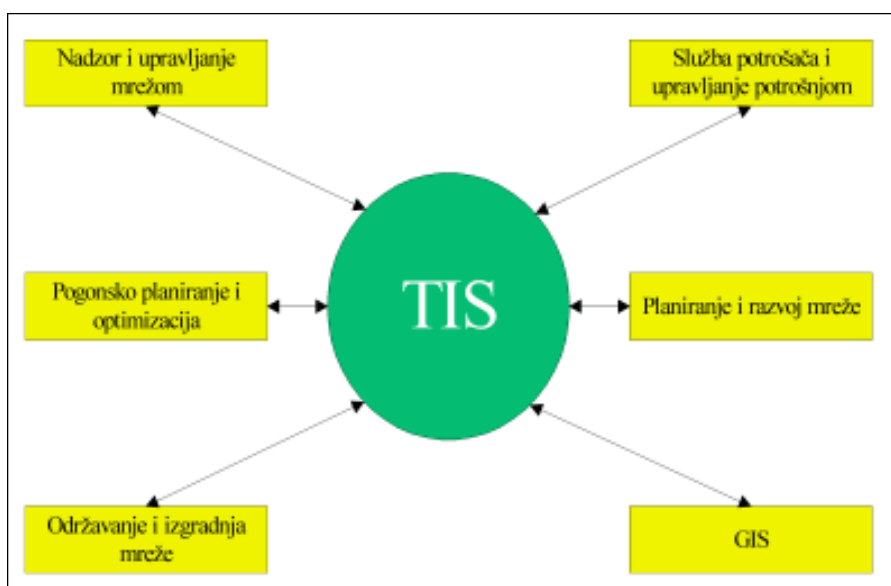 Nadzor i upravljanje
mrežom
Služba potrošača i
upravljanje potrošnjom
Pogonsko planiranje i
optimizacija
TIS
Planiranje i razvoj mreže
Održavanje i izgradnja
mreže
GIS